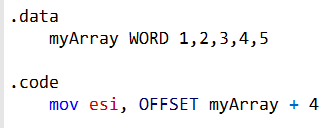 .data
myArray WORD 1,2,3,4,5
.code
mov esi, OFFSET myArray + 4